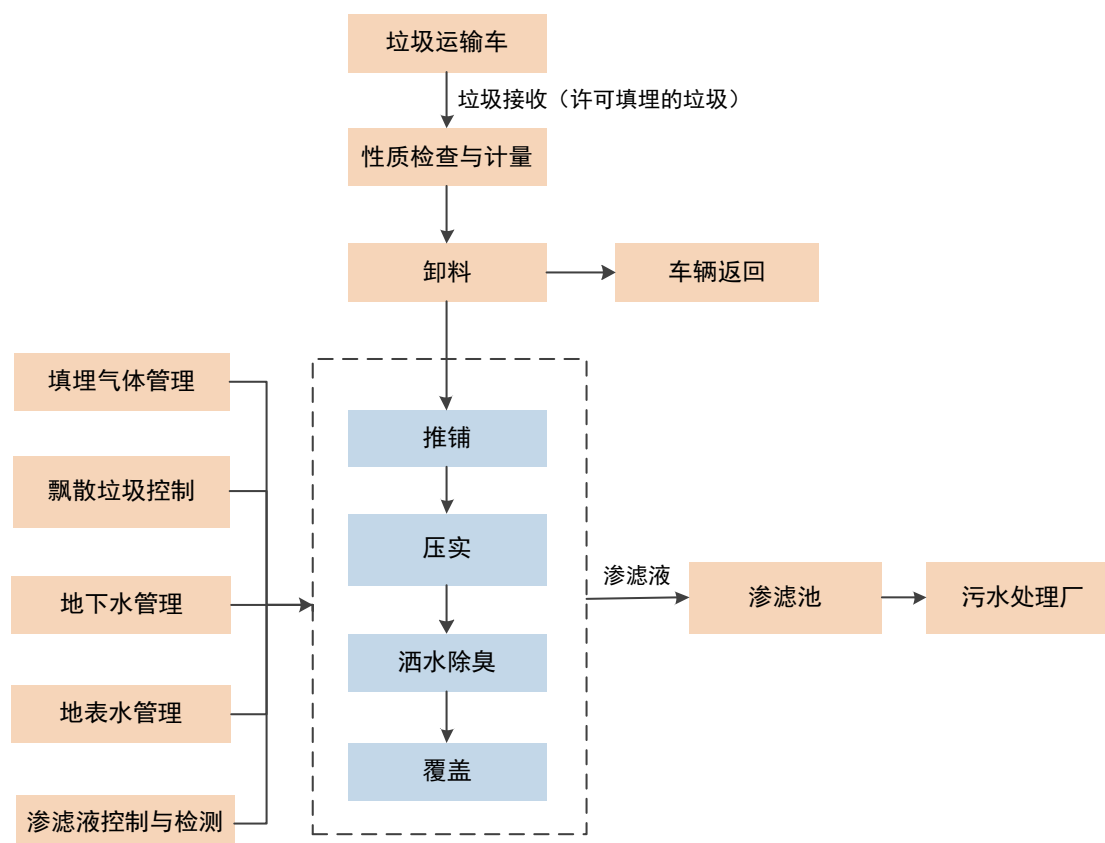 垃圾运输车
垃圾接收（许可填埋的垃圾）
性质检查与计量
卸料
车辆返回
填埋气体管理
飘散垃圾控制
地下水管理
地表水管理
渗滤液控制与检测
推铺
压实
洒水除臭
覆盖
渗滤液
渗滤池
污水处理厂